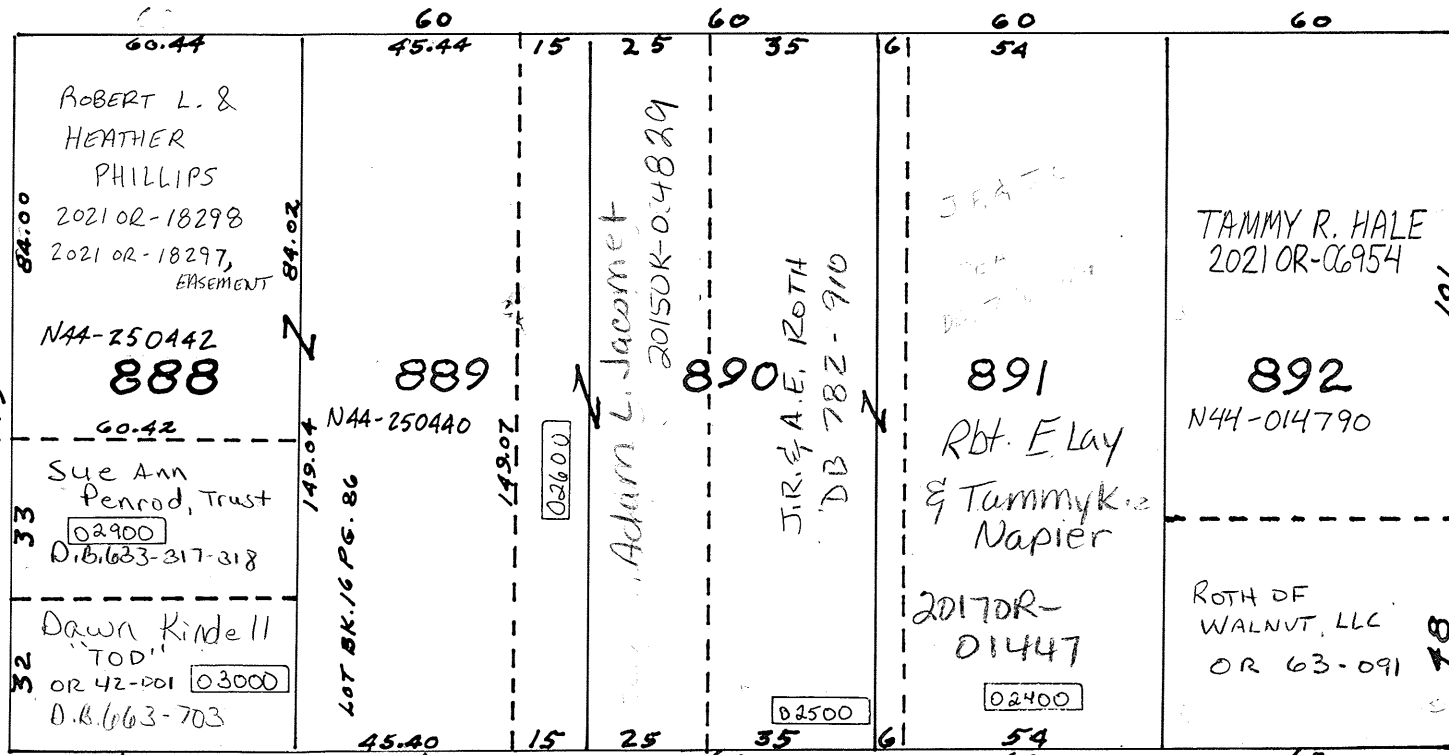 60 60 60 60
60.44 45.44 15 25 35 6 54
ROBERT L. &
HEATHER
PHILLIPS
2021 OR-18298
2021 OR-18297,
EASEMENT
84.00
84.02
N44-250442
888
60.42
Sue Ann
Penrod, Trust
02900
D.B.633-317-318
33
Dawn Kindell
"TOD"
OR 42-001 03000
D.B.663-703
32
149.04
LOT BK.16 PG. 86
889
N44-250440
149.07
02600
Adam L. Jacomet
2015OR-04829
890
J.R. & A.E. ROTH
DB 782-910
02500
891
Rbt. E Lay
& Tammy K.
Napier
2017OR-
01447
02400
TAMMY R. HALE
2021 OR-06954
101
892
N44-014790
ROTH OF
WALNUT, LLC
OR 63-091
48
45.40 15 25 35 6 54